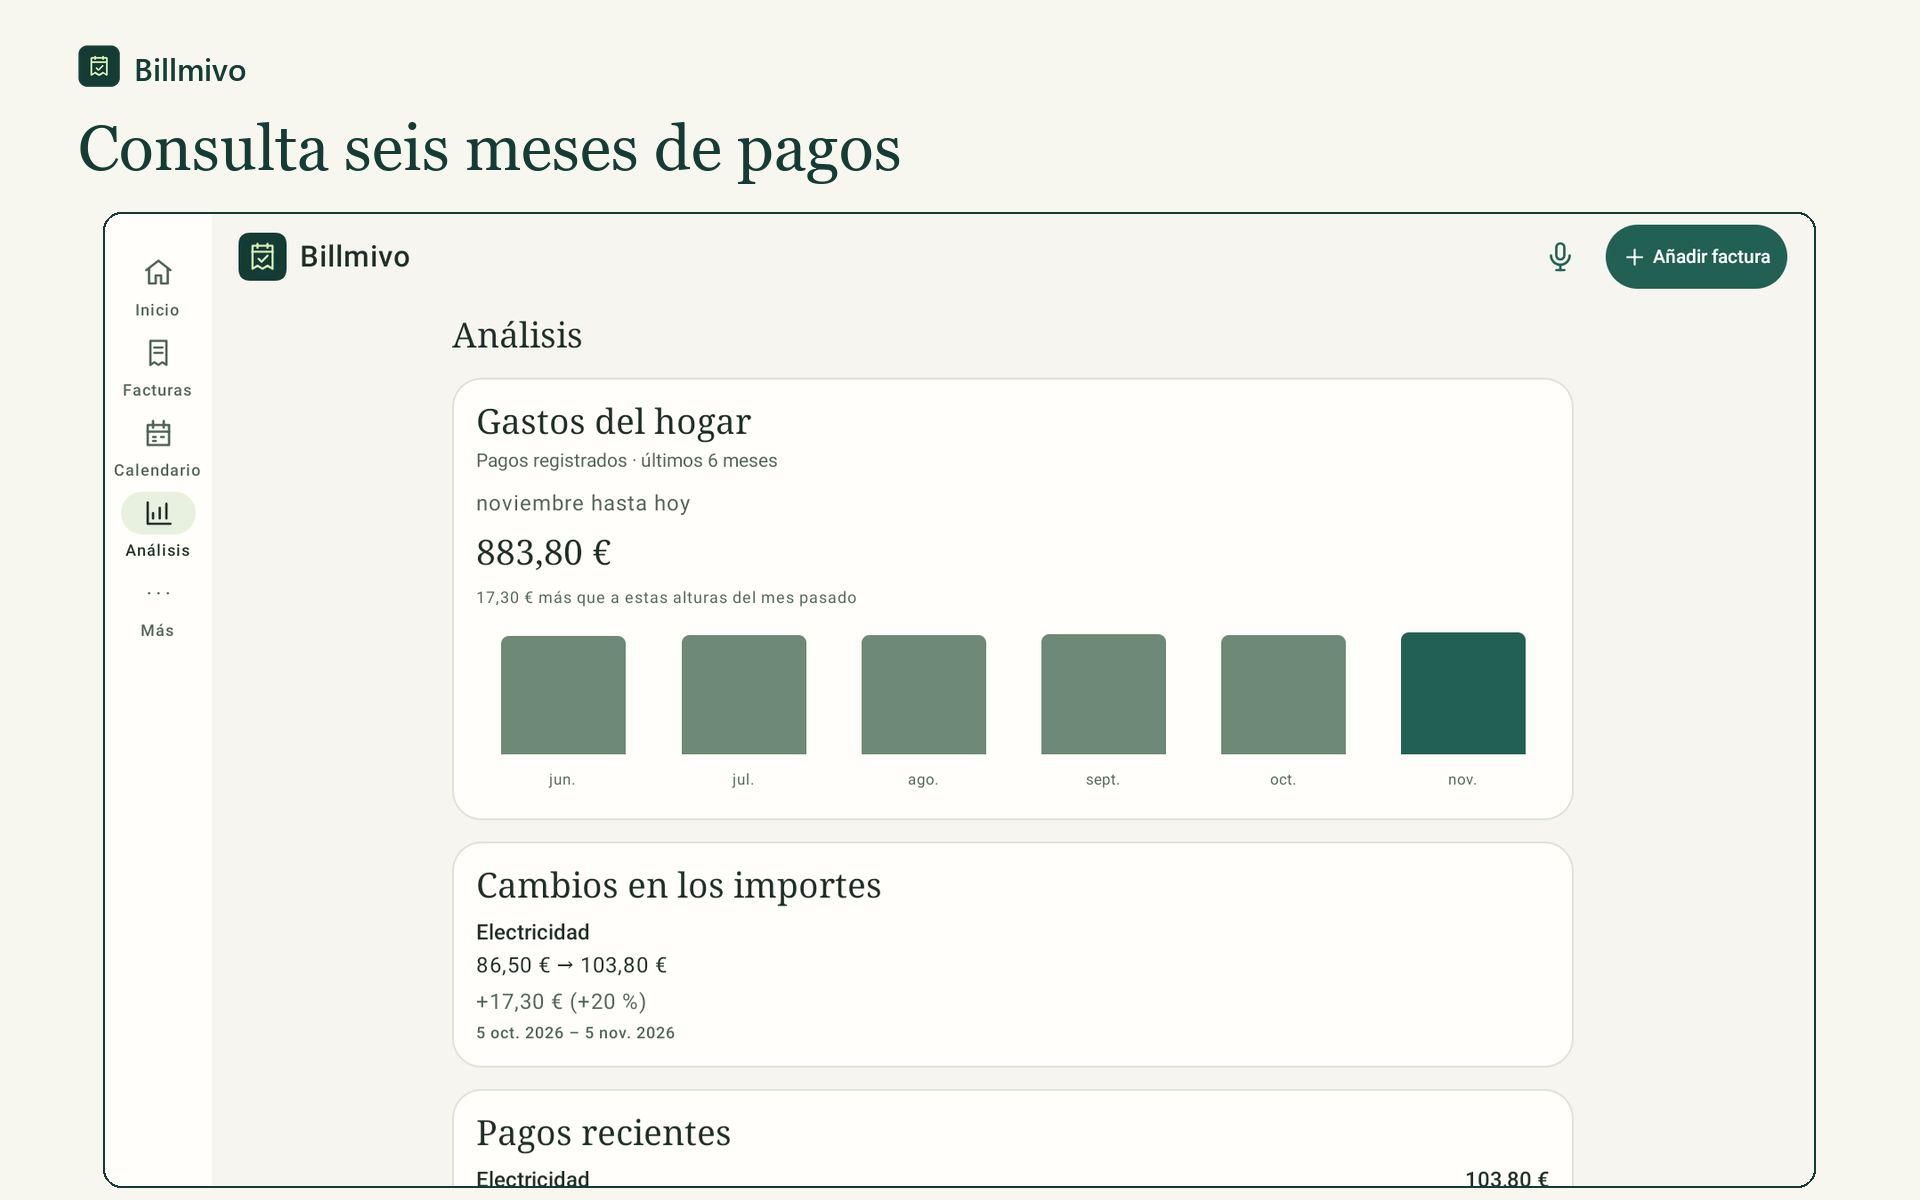 Billmivo
Consulta seis meses de pagos
Billmivo
Añadir factura
Inicio
Facturas
Calendario
Análisis
Más
Análisis
Gastos del hogar
Pagos registrados · últimos 6 meses
noviembre hasta hoy
883,80 €
17,30 € más que a estas alturas del mes pasado
jun. jul. ago. sept. oct. nov.
Cambios en los importes
Electricidad
86,50 € → 103,80 €
+17,30 € (+20 %)
5 oct. 2026 – 5 nov. 2026
Pagos recientes
Electricidad 103,80 €